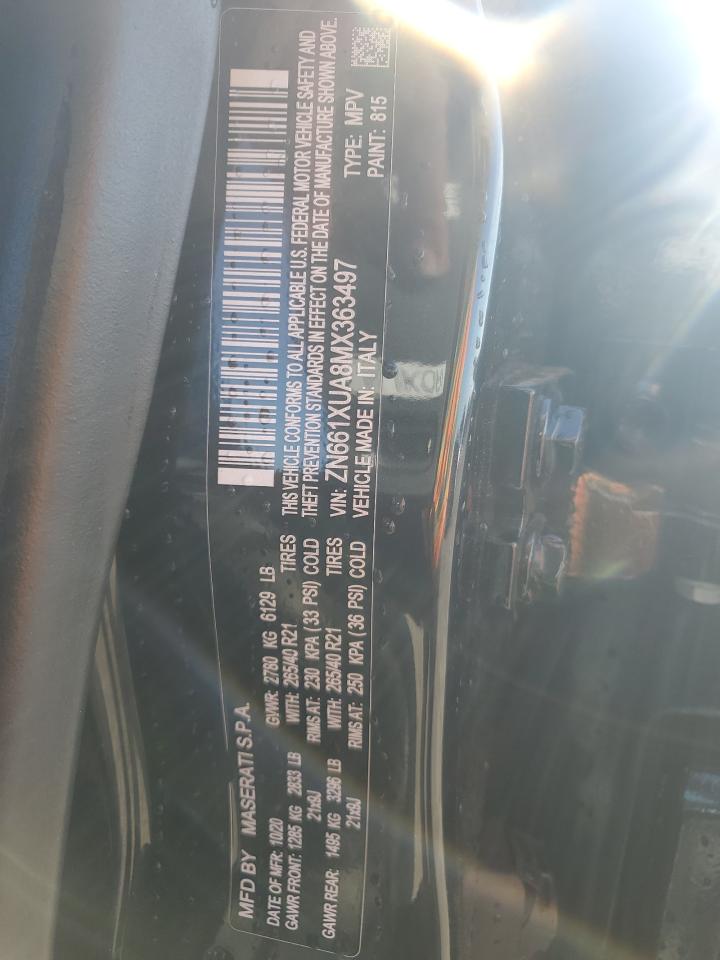 MFD BY MASERATI S.P.A.
DATE OF MFR: 10/20 GVWR: 2780 KG 6129 LB
GAWR FRONT: 1285 KG 2833 LB WITH: 265/40 R21 TIRES
21x9J RIMS AT: 230 KPA (33 PSI) COLD
GAWR REAR: 1495 KG 3296 LB WITH: 265/40 R21 TIRES
21x9J RIMS AT: 250 KPA (36 PSI) COLD
THIS VEHICLE CONFORMS TO ALL APPLICABLE U.S. FEDERAL MOTOR VEHICLE SAFETY AND
THEFT PREVENTION STANDARDS IN EFFECT ON THE DATE OF MANUFACTURE SHOWN ABOVE.
VIN: ZN661XUA8MX363497 TYPE: MPV
VEHICLE MADE IN: ITALY PAINT: 815